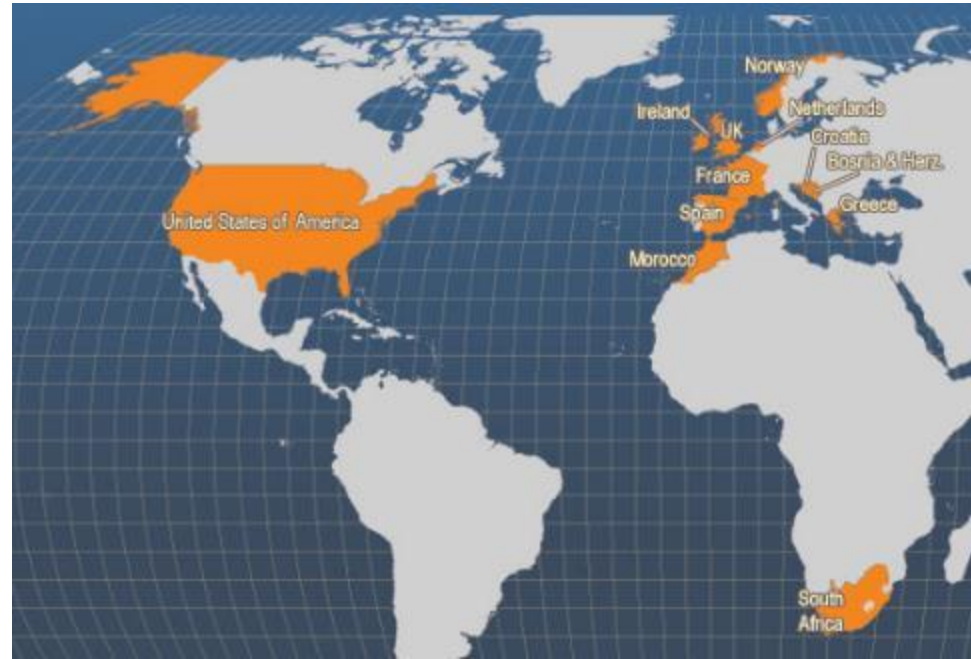 Norway
Ireland
Netherlands
UK
Croatia
Bosnia & Herz.
France
Spain
Greece
United States of America
Morocco
South
Africa